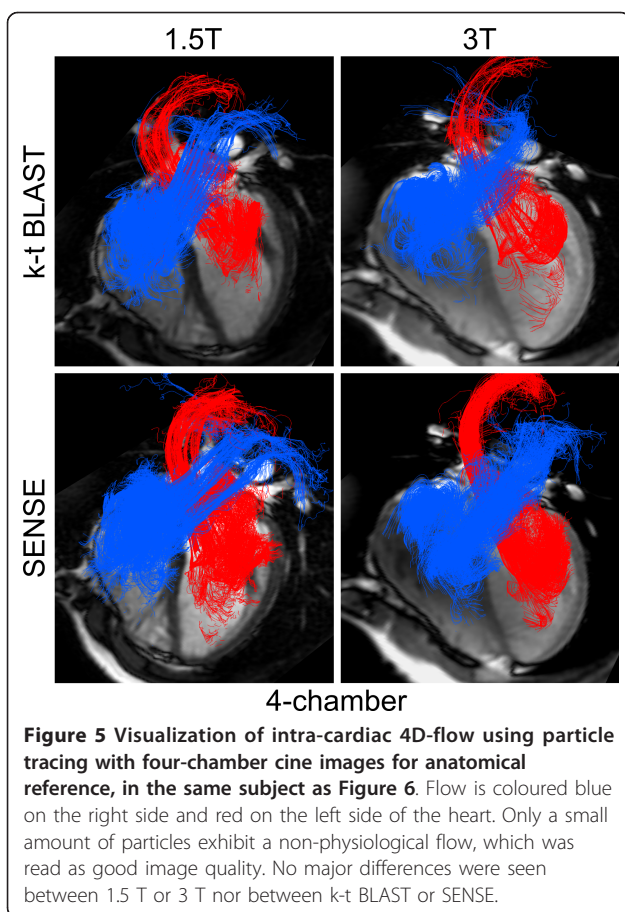 1.5T 3T
k-t BLAST
SENSE
4-chamber
Figure 5 Visualization of intra-cardiac 4D-flow using particle
tracing with four-chamber cine images for anatomical
reference, in the same subject as Figure 6. Flow is coloured blue
on the right side and red on the left side of the heart. Only a small
amount of particles exhibit a non-physiological flow, which was
read as good image quality. No major differences were seen
between 1.5 T or 3 T nor between k-t BLAST or SENSE.